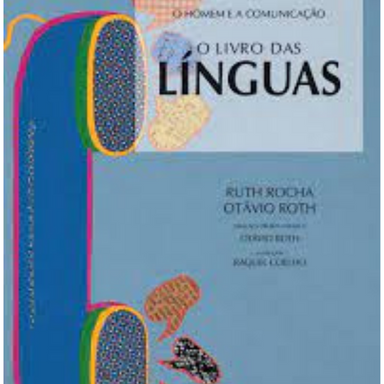 O HOMEM E A COMUNICAÇÃO
O LIVRO DAS
LÍNGUAS
RUTH ROCHA
OTÁVIO ROTH
OTÁVIO ROTH
RAQUEL COELHO